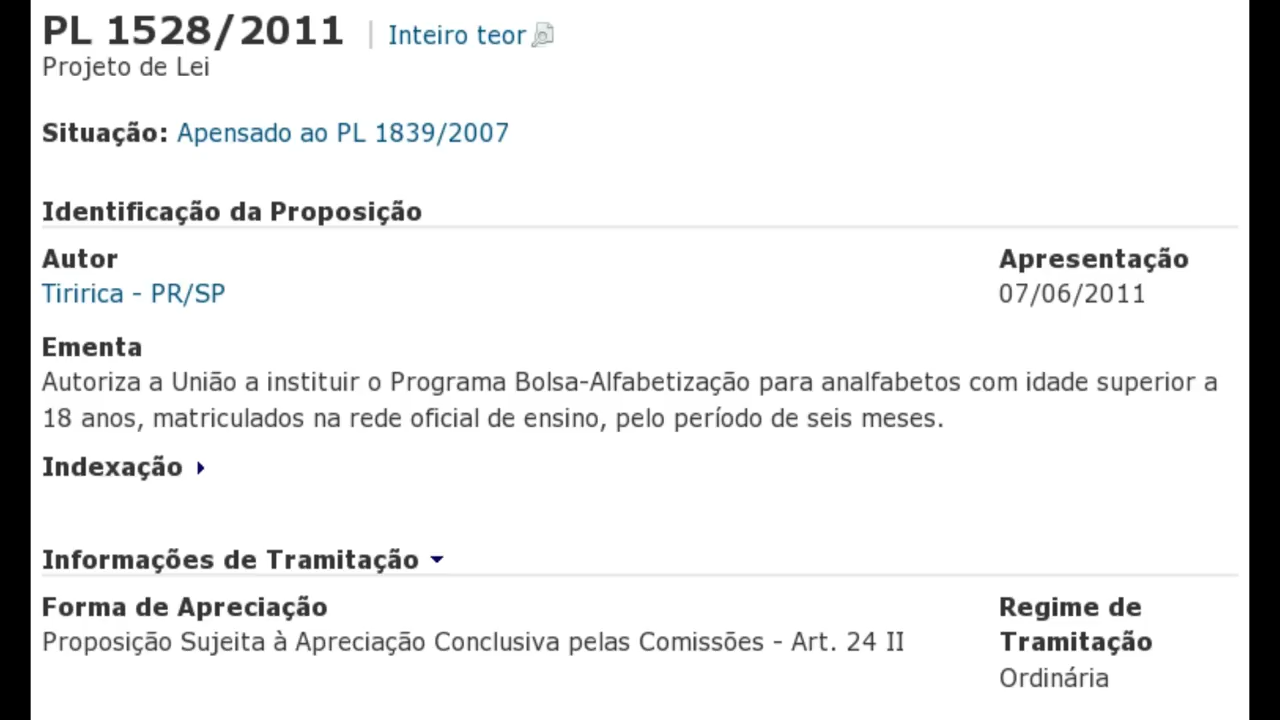 PL 1528/2011 | Inteiro teor
Projeto de Lei
Situação: Apensado ao PL 1839/2007
Identificação da Proposição
Autor
Tiririca - PR/SP
Apresentação
07/06/2011
Ementa
Autoriza a União a instituir o Programa Bolsa-Alfabetização para analfabetos com idade superior a
18 anos, matriculados na rede oficial de ensino, pelo período de seis meses.
Indexação
Informações de Tramitação
Forma de Apreciação
Proposição Sujeita à Apreciação Conclusiva pelas Comissões - Art. 24 II
Regime de
Tramitação
Ordinária